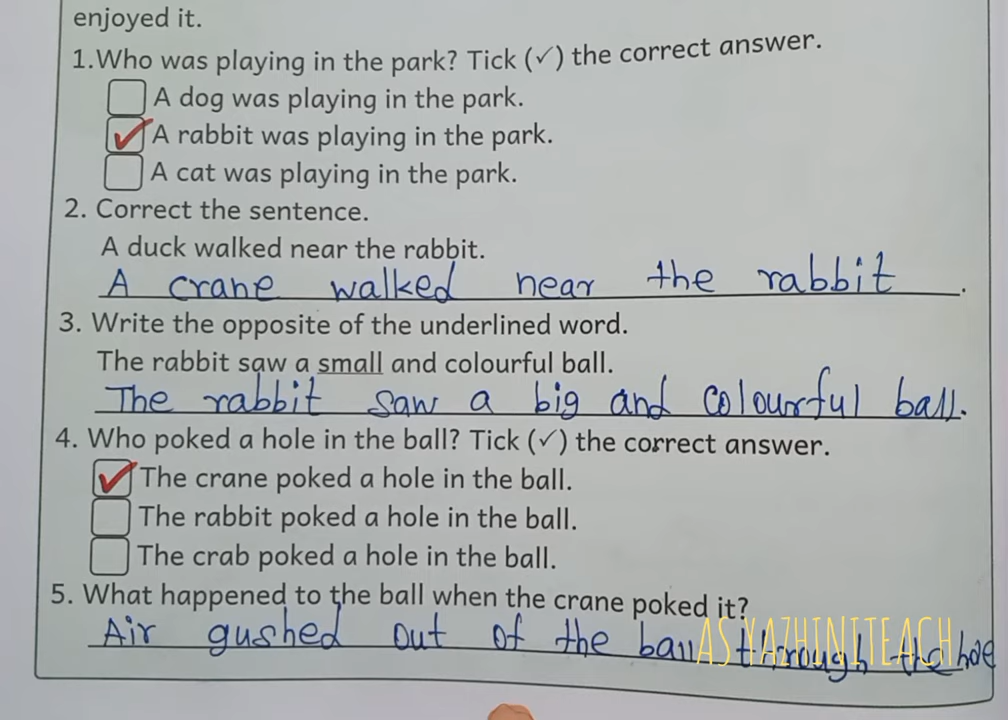 enjoyed it.
1.Who was playing in the park? Tick (✓) the correct answer.
A dog was playing in the park.
✓ A rabbit was playing in the park.
A cat was playing in the park.
2. Correct the sentence.
A duck walked near the rabbit.
A crane walked near the rabbit.
3. Write the opposite of the underlined word.
The rabbit saw a small and colourful ball.
The rabbit saw a big and colourful ball.
4. Who poked a hole in the ball? Tick (✓) the correct answer.
✓ The crane poked a hole in the ball.
The rabbit poked a hole in the ball.
The crab poked a hole in the ball.
5. What happened to the ball when the crane poked it?
Air gushed out of the ball through the hole
AS YAZHINI TEACH